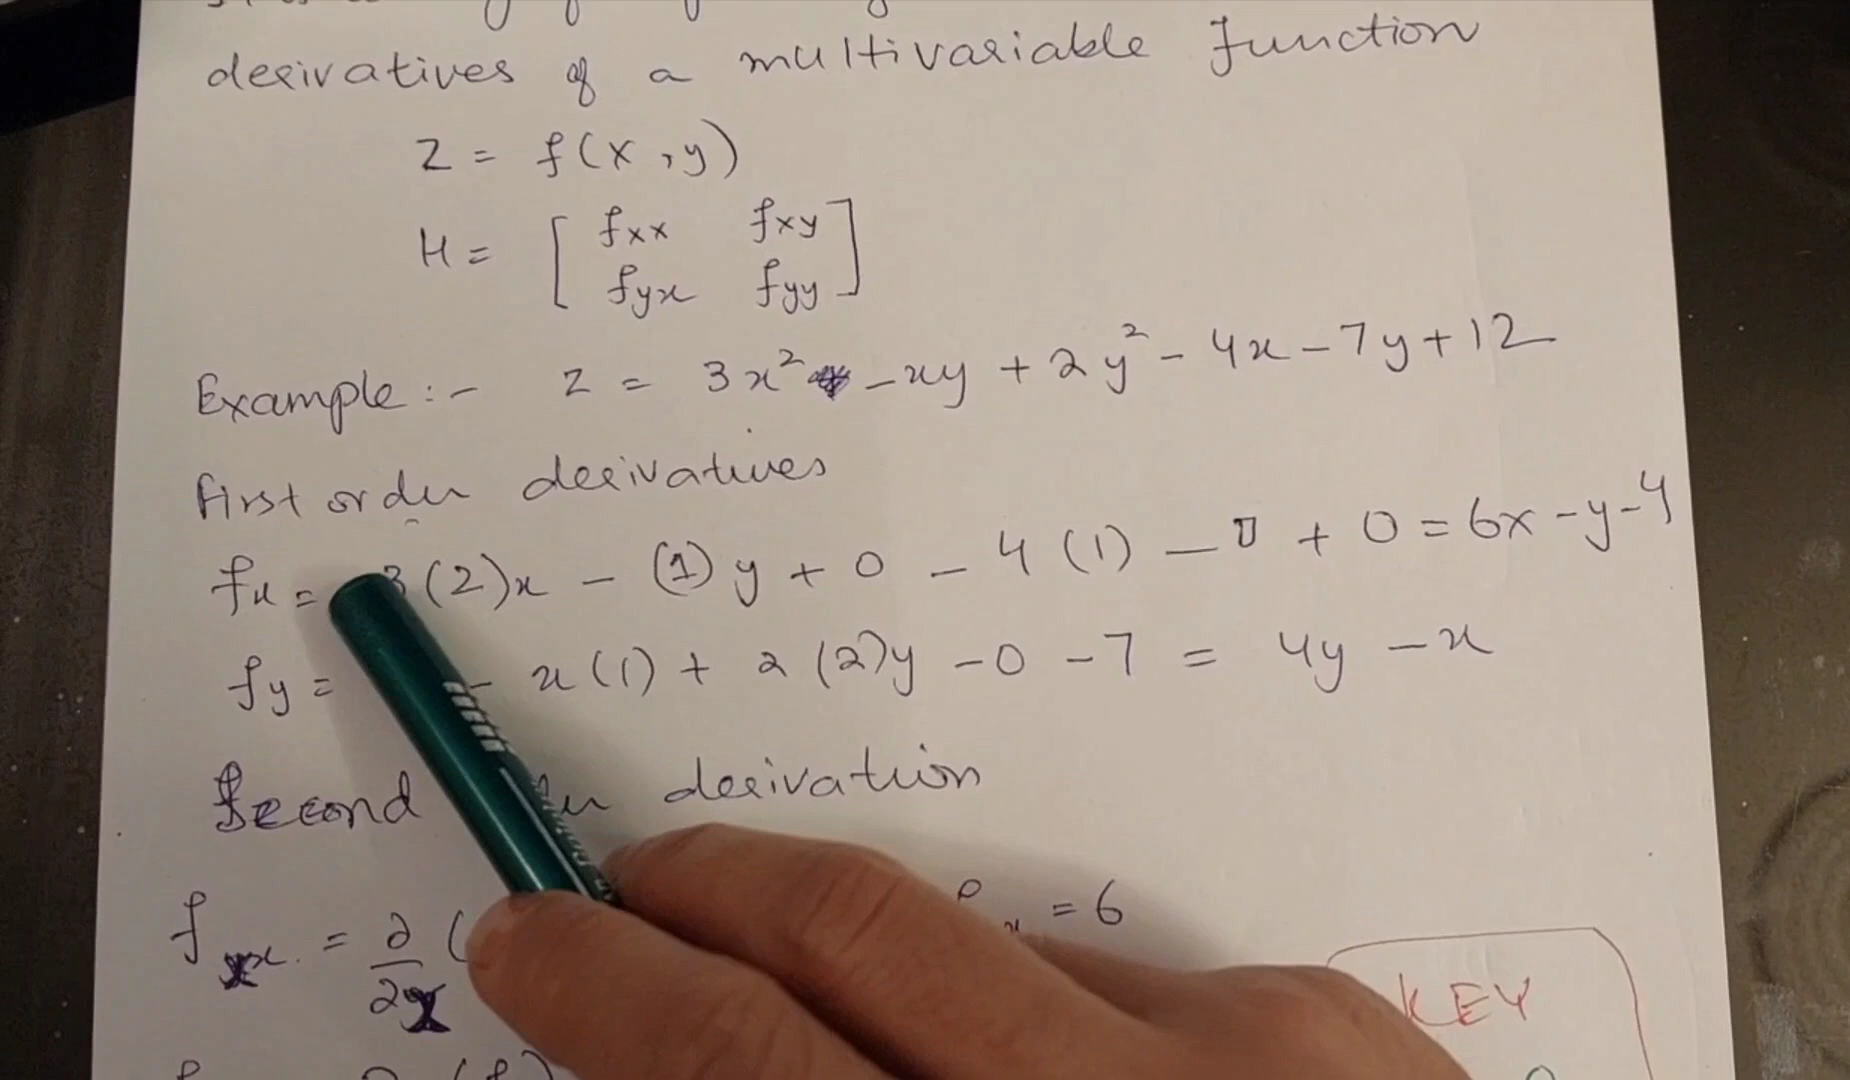 derivatives of a multivariable function
Z = f(x, y)
H = [ fxx fxy
fyx fyy ]
Example :- z = 3x² - xy + 2y² - 4x - 7y + 12
first order derivatives
fx = 3(2)x - (1)y + 0 - 4(1) - 0 + 0 = 6x - y - 4
fy = - x(1) + 2(2)y - 0 - 7 = 4y - x
Second derivation
fxx = ∂/∂x ( = 6
KEY